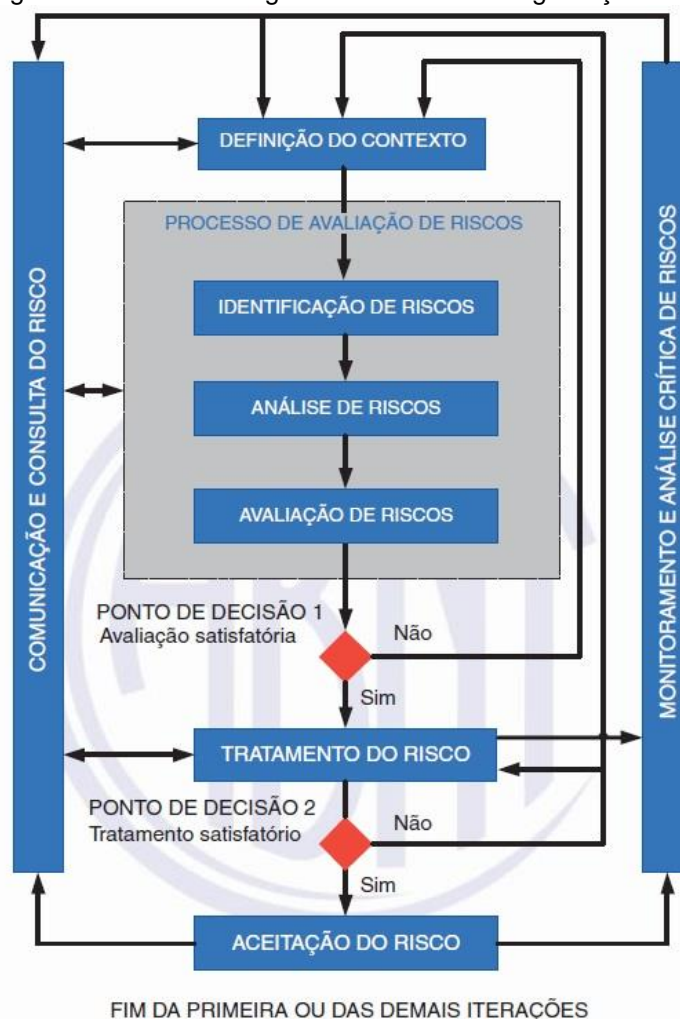 DEFINIÇÃO DO CONTEXTO
PROCESSO DE AVALIAÇÃO DE RISCOS
IDENTIFICAÇÃO DE RISCOS
ANÁLISE DE RISCOS
AVALIAÇÃO DE RISCOS
COMUNICAÇÃO E CONSULTA DO RISCO
MONITORAMENTO E ANÁLISE CRÍTICA DE RISCOS
PONTO DE DECISÃO 1
Avaliação satisfatória
Não
Sim
TRATAMENTO DO RISCO
PONTO DE DECISÃO 2
Tratamento satisfatório
Não
Sim
ACEITAÇÃO DO RISCO
FIM DA PRIMEIRA OU DAS DEMAIS ITERAÇÕES
ABNT